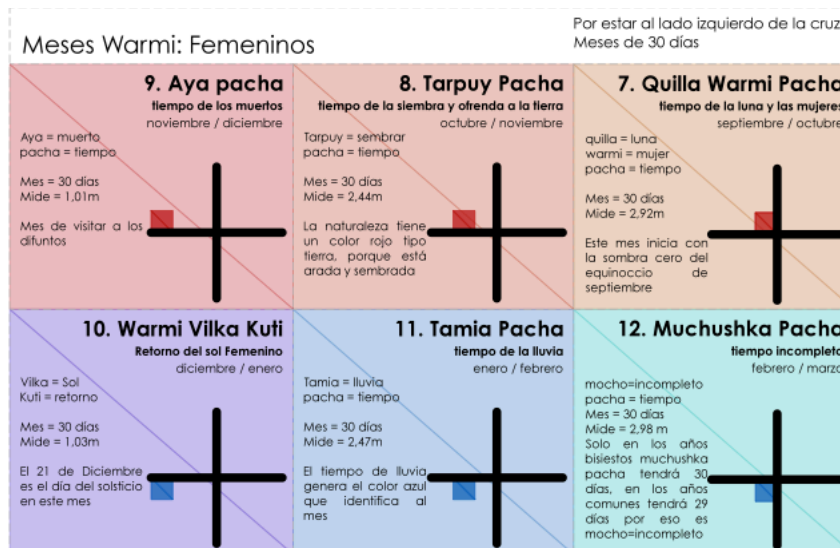 Meses Warmi: Femeninos
Por estar al lado izquierdo de la cruz
Meses de 30 días
9. Aya pacha
tiempo de los muertos
noviembre / diciembre
Aya = muerto
pacha = tiempo
Mes = 30 días
Mide = 1,01m
Mes de visitar a los
difuntos
8. Tarpuy Pacha
tiempo de la siembra y ofrenda a la tierra
octubre / noviembre
Tarpuy = sembrar
pacha = tiempo
Mes = 30 días
Mide = 2,44m
La naturaleza tiene
un color rojo tipo
tierra, porque está
arada y sembrada
7. Quilla Warmi Pacha
tiempo de la luna y las mujeres
septiembre / octubre
quilla = luna
warmi = mujer
pacha = tiempo
Mes = 30 días
Mide = 2,92m
Este mes inicia con
la sombra cero del
equinoccio de
septiembre
10. Warmi Vilka Kuti
Retorno del sol Femenino
diciembre / enero
Vilka = Sol
Kuti = retorno
Mes = 30 días
Mide = 1,03m
El 21 de Diciembre
es el día del solsticio
en este mes
11. Tamia Pacha
tiempo de la lluvia
enero / febrero
Tamia = lluvia
pacha = tiempo
Mes = 30 días
Mide = 2,47m
El tiempo de lluvia
genera el color azul
que identifica al
mes
12. Muchushka Pacha
tiempo incompleto
febrero / marzo
mocho=incompleto
pacha = tiempo
Mes = 30 días
Mide = 2,98 m
Solo en los años
bisiestos muchushka
pacha tendrá 30
días, en los años
comunes tendrá 29
días por eso es
mocho=incompleto